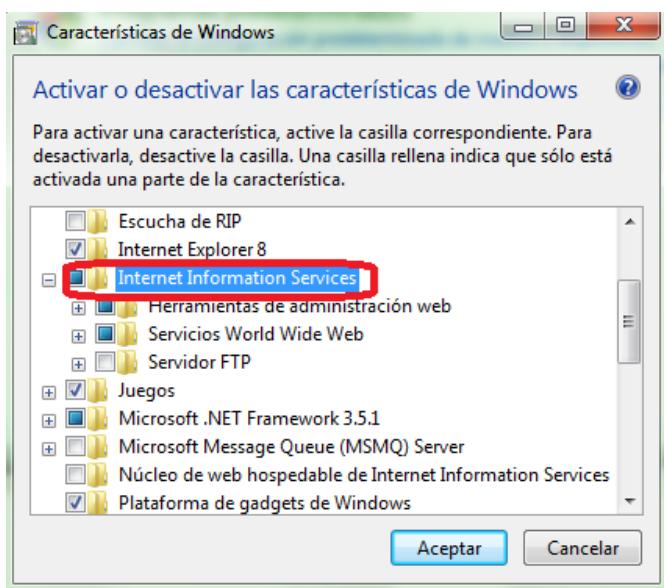 Características de Windows
Activar o desactivar las características de Windows
Para activar una característica, active la casilla correspondiente. Para
desactivarla, desactive la casilla. Una casilla rellena indica que sólo está
activada una parte de la característica.
Escucha de RIP
Internet Explorer 8
Internet Information Services
Herramientas de administración web
Servicios World Wide Web
Servidor FTP
Juegos
Microsoft .NET Framework 3.5.1
Microsoft Message Queue (MSMQ) Server
Núcleo de web hospedable de Internet Information Services
Plataforma de gadgets de Windows
Aceptar Cancelar